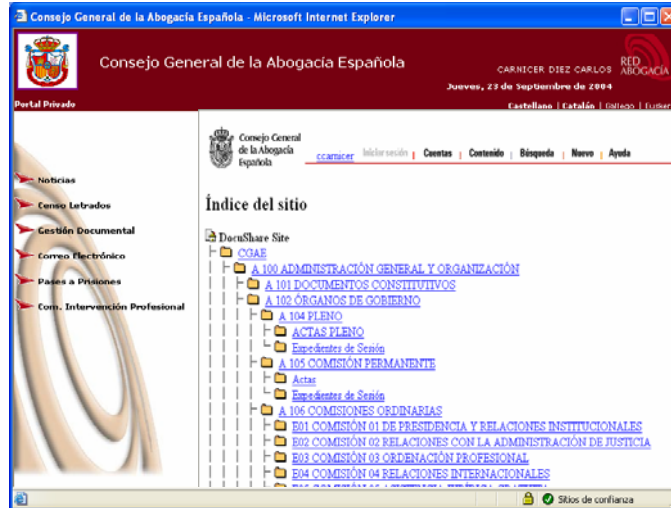 Consejo General de la Abogacía Española - Microsoft Internet Explorer
Consejo General de la Abogacía Española
CARNICER DIEZ CARLOS
RED ABOGACÍA
Jueves, 23 de Septiembre de 2004
Portal Privado
Castellano | Catalán | Gallego | Eusker
Consejo General
de la Abogacía
Española
ccarnicer Iniciar sesión | Cuentas | Contenido | Búsqueda | Nuevo | Ayuda
Noticias
Censo Letrados
Gestión Documental
Correo Electrónico
Pases a Prisiones
Com. Intervención Profesional
Índice del sitio
DocuShare Site
CGAE
A 100 ADMINISTRACIÓN GENERAL Y ORGANIZACIÓN
A 101 DOCUMENTOS CONSTITUTIVOS
A 102 ÓRGANOS DE GOBIERNO
A 104 PLENO
ACTAS PLENO
Expedientes de Sesión
A 105 COMISIÓN PERMANENTE
Actas
Expedientes de Sesión
A 106 COMISIONES ORDINARIAS
E01 COMISIÓN 01 DE PRESIDENCIA Y RELACIONES INSTITUCIONALES
E02 COMISIÓN 02 RELACIONES CON LA ADMINISTRACIÓN DE JUSTICIA
E03 COMISIÓN 03 ORDENACIÓN PROFESIONAL
E04 COMISIÓN 04 RELACIONES INTERNACIONALES
Sitios de confianza